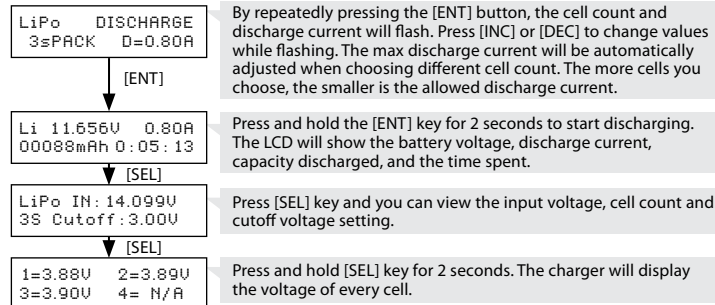 LiPo DISCHARGE
3sPACK D=0.80A
By repeatedly pressing the [ENT] button, the cell count and
discharge current will flash. Press [INC] or [DEC] to change values
while flashing. The max discharge current will be automatically
adjusted when choosing different cell count. The more cells you
choose, the smaller is the allowed discharge current.
[ENT]
Li 11.656V 0.80A
00088mAh 0:05:13
Press and hold the [ENT] key for 2 seconds to start discharging.
The LCD will show the battery voltage, discharge current,
capacity discharged, and the time spent.
[SEL]
LiPo IN:14.099V
3S Cutoff:3.00V
Press [SEL] key and you can view the input voltage, cell count and
cutoff voltage setting.
[SEL]
1=3.88V 2=3.89V
3=3.90V 4= N/A
Press and hold [SEL] key for 2 seconds. The charger will display
the voltage of every cell.